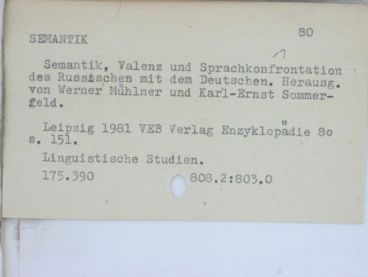 80
SEMANTIK
Semantik, Valenz und Sprachkonfrontation
des Russischen mit dem Deutschen. Herausg.
von Werner Mühlner und Karl-Ernst Sommer-
feld.
Leipzig 1981 VEB Verlag Enzyklopädie 8o
s. 151.
Linguistische Studien.
175.390 808.2:803.0